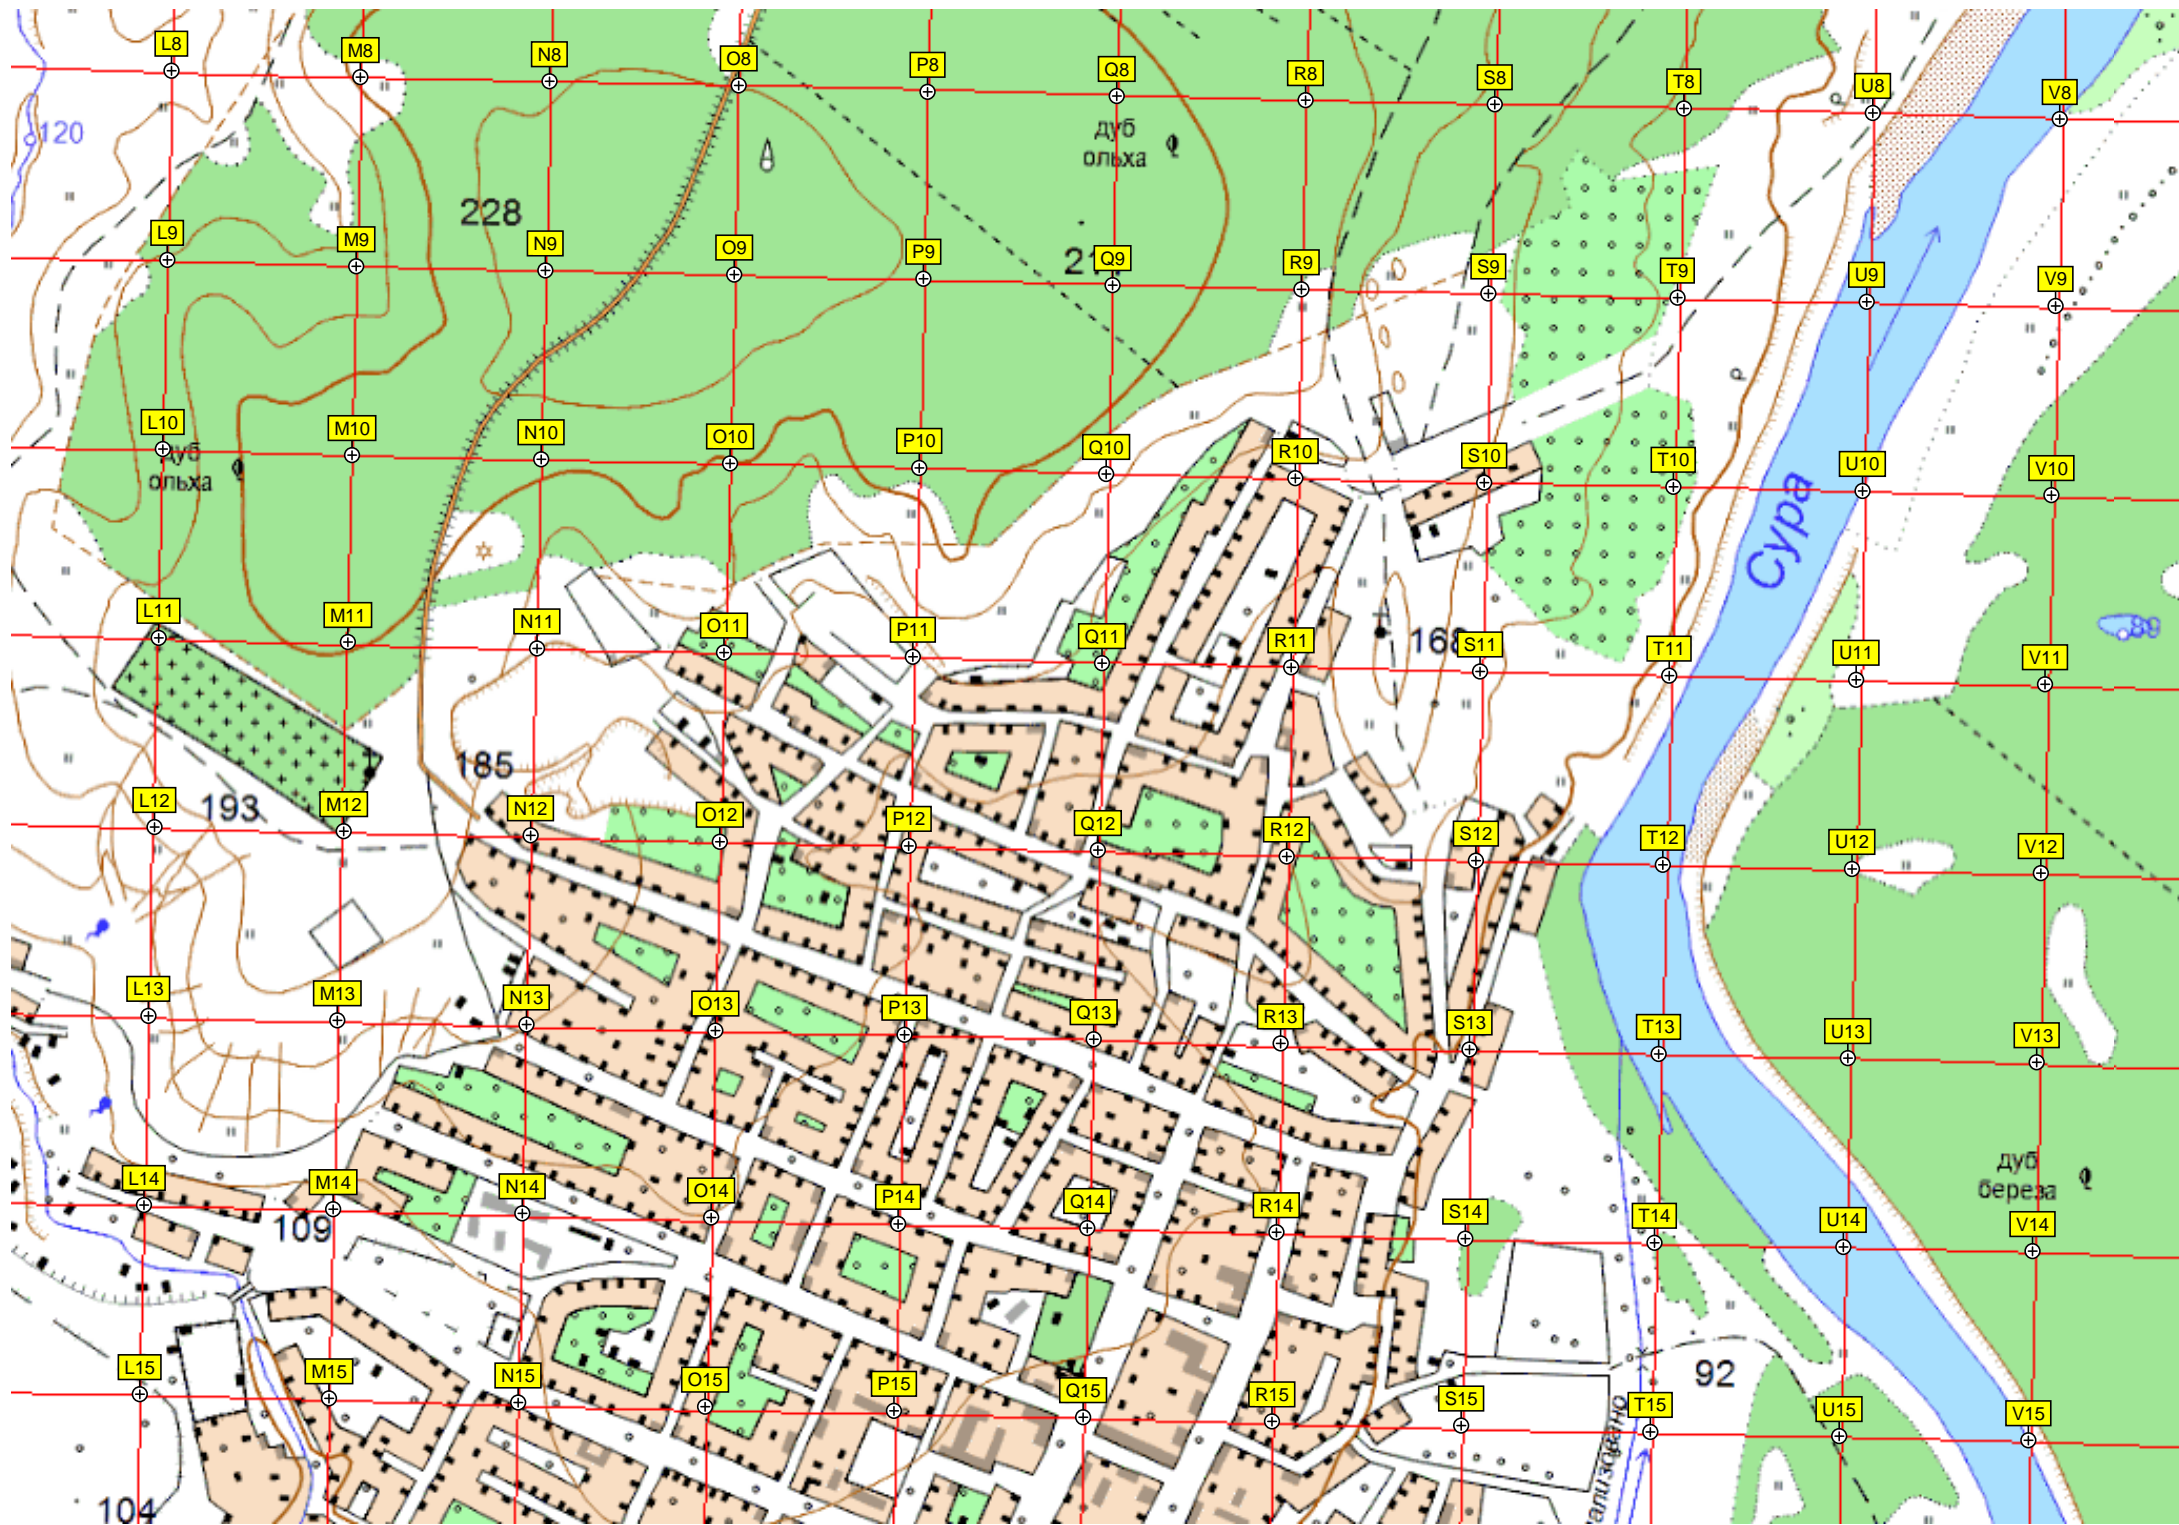 L8 M8 N8 O8 P8 Q8 R8 S8 T8 U8 V8
120
дуб
ольха
228
L9 M9 N9 O9 P9 Q9 R9 S9 T9 U9 V9
L10 M10 N10 O10 P10 Q10 R10 S10 T10 U10 V10
дуб
ольха
Сура
L11 M11 N11 O11 P11 Q11 R11 S11 T11 U11 V11
168
89
185
193
L12 M12 N12 O12 P12 Q12 R12 S12 T12 U12 V12
L13 M13 N13 O13 P13 Q13 R13 S13 T13 U13 V13
дуб
береза
L14 M14 N14 O14 P14 Q14 R14 S14 T14 U14 V14
109
92
L15 M15 N15 O15 P15 Q15 R15 S15 T15 U15 V15
104